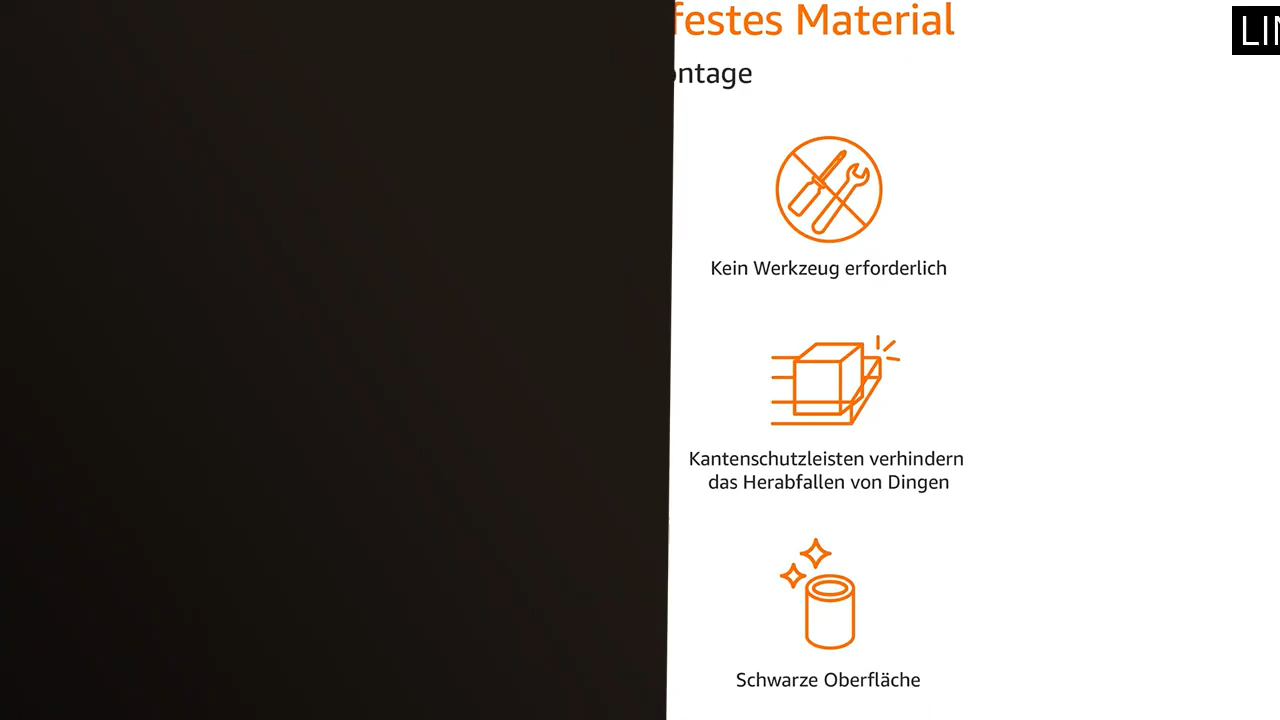 festes Material
ntage
LI
Kein Werkzeug erforderlich
Kantenschutzleisten verhindern
das Herabfallen von Dingen
Schwarze Oberfläche